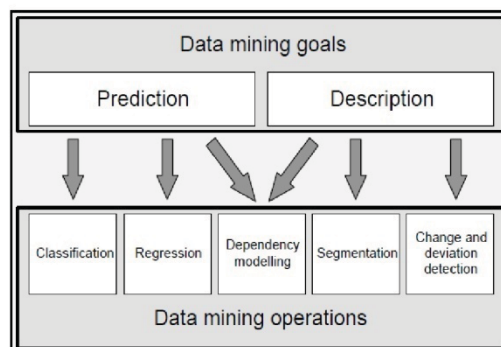 Data mining goals
Prediction
Description
Classification
Regression
Dependency
modelling
Segmentation
Change and
deviation
detection
Data mining operations